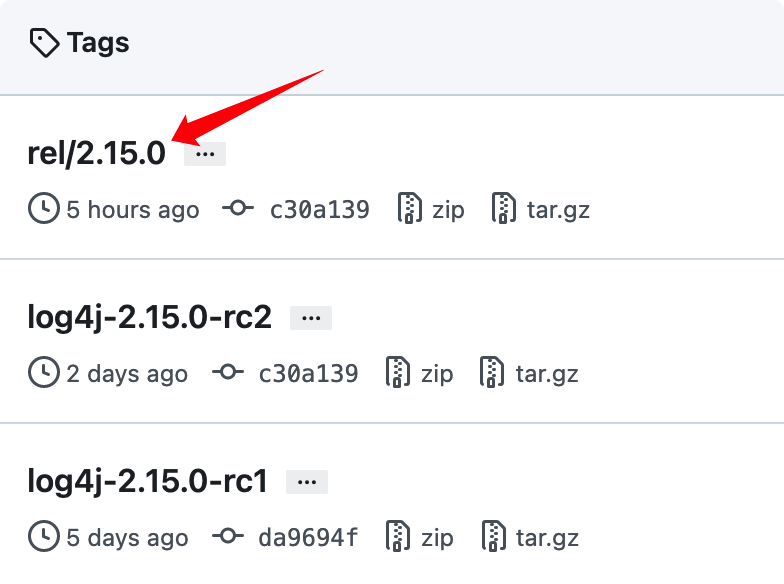 Tags
rel/2.15.0 ...
5 hours ago c30a139 zip tar.gz
log4j-2.15.0-rc2 ...
2 days ago c30a139 zip tar.gz
log4j-2.15.0-rc1 ...
5 days ago da9694f zip tar.gz